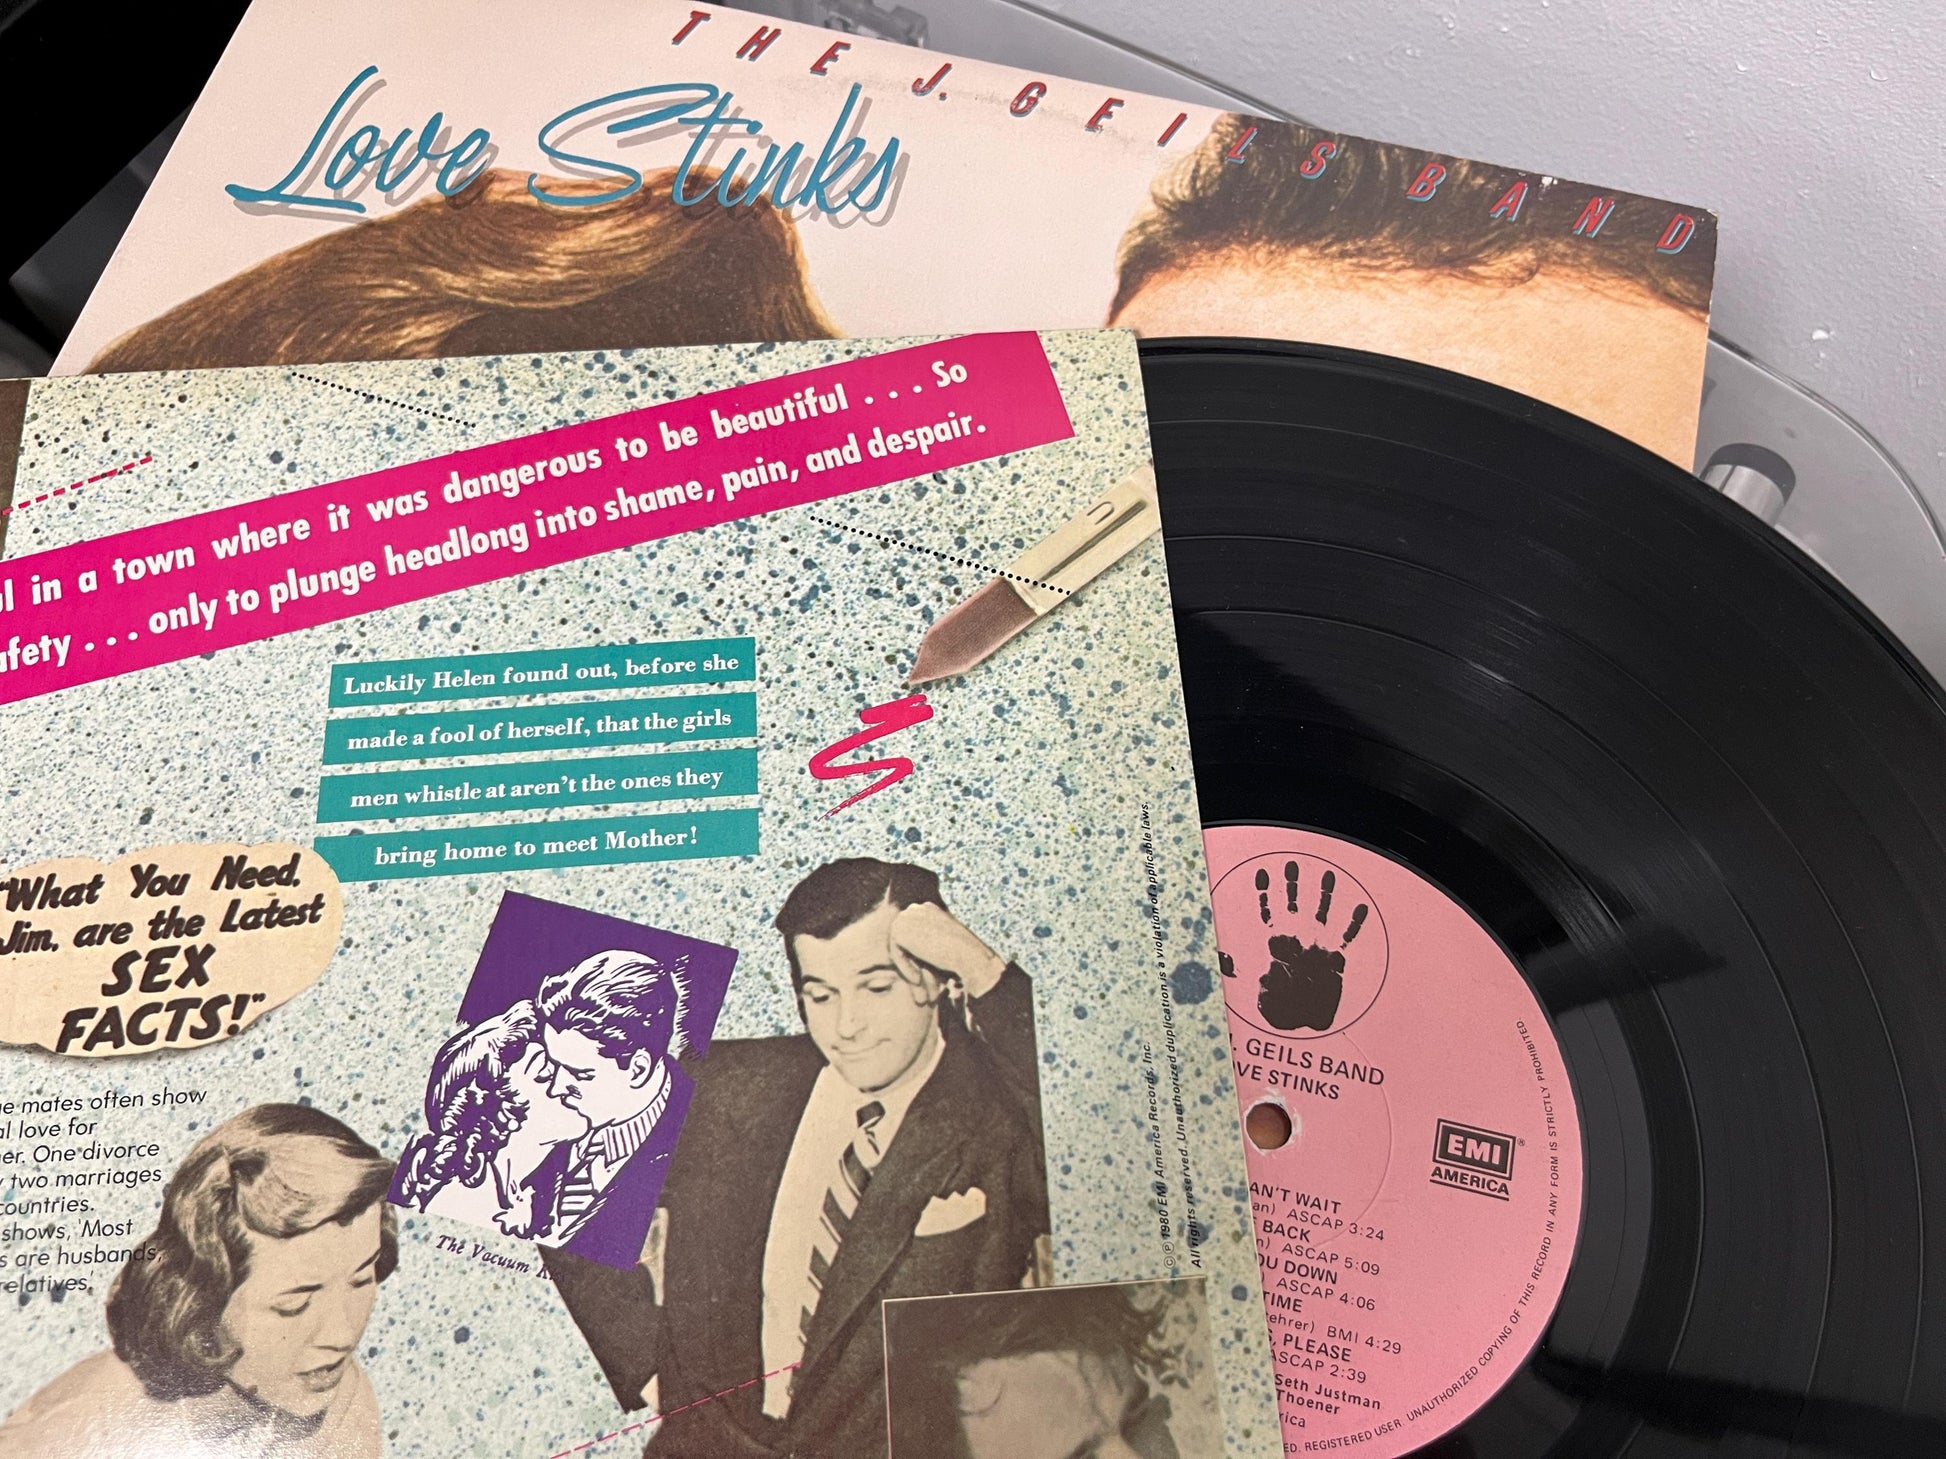 THE J. GEILS BAND
Love Stinks
in a town where it was dangerous to be beautiful . . . So
. . . only to plunge headlong into shame, pain, and despair.
Luckily Helen found out, before she
made a fool of herself, that the girls
men whistle at aren't the ones they
bring home to meet Mother!
"What You Need,
Jim, are the Latest
SEX
FACTS!"
mates often show
love for
One divorce
two marriages
countries.
shows, 'Most
are husbands,
relatives.'
The Vacuum
©℗ 1980 EMI America Records, Inc.
All rights reserved. Unauthorized duplication is a violation of applicable laws.
GEILS BAND
STINKS
EMI
AMERICA
WAIT
ASCAP 3:24
BACK
ASCAP 5:09
DOWN
ASCAP 4:06
TIME
BMI 4:29
PLEASE
ASCAP 2:39
Seth Justman
Thoener
REGISTERED USER. UNAUTHORIZED COPYING OF THIS RECORD IN ANY FORM IS STRICTLY PROHIBITED.